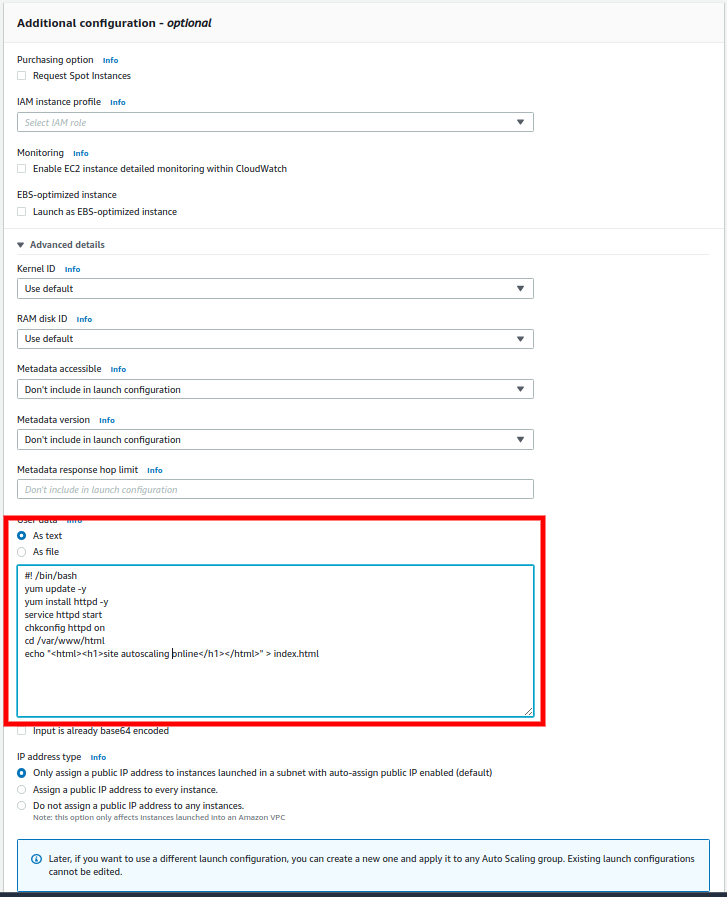 Additional configuration - optional
Purchasing option Info
Request Spot Instances
IAM instance profile Info
Select IAM role
Monitoring Info
Enable EC2 instance detailed monitoring within CloudWatch
EBS-optimized instance
Launch as EBS-optimized instance
Advanced details
Kernel ID Info
Use default
RAM disk ID Info
Use default
Metadata accessible Info
Don't include in launch configuration
Metadata version Info
Don't include in launch configuration
Metadata response hop limit Info
Don't include in launch configuration
User data Info
As text
As file
#! /bin/bash
yum update -y
yum install httpd -y
service httpd start
chkconfig httpd on
cd /var/www/html
echo "<html><h1>site autoscaling online</h1></html>" > index.html
Input is already base64 encoded
IP address type Info
Only assign a public IP address to instances launched in a subnet with auto-assign public IP enabled (default)
Assign a public IP address to every instance.
Do not assign a public IP address to any instances.
Note: this option only affects instances launched into an Amazon VPC
Later, if you want to use a different launch configuration, you can create a new one and apply it to any Auto Scaling group. Existing launch configurations
cannot be edited.